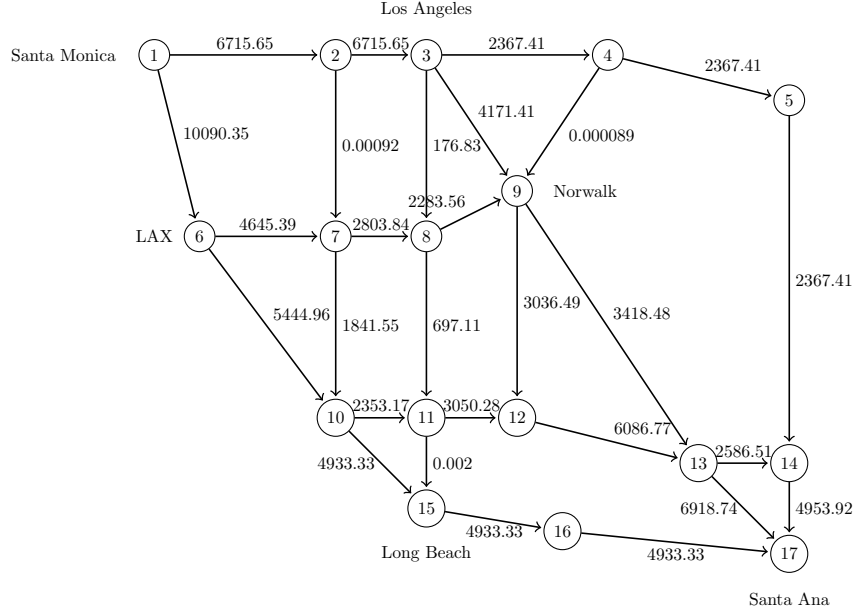 Los Angeles
Santa Monica 1 6715.65 2 6715.65 3 2367.41 4
2367.41
5
4171.41
10090.35 0.00092 176.83 0.000089
9 Norwalk
2283.56
LAX 6 4645.39 7 2803.84 8
2367.41
3036.49
5444.96 3418.48
1841.55 697.11
2353.17 3050.28
10 11 12
6086.77
2586.51
4933.33 0.002 13 14
15 6918.74 4953.92
4933.33 16
Long Beach 4933.33 17
Santa Ana